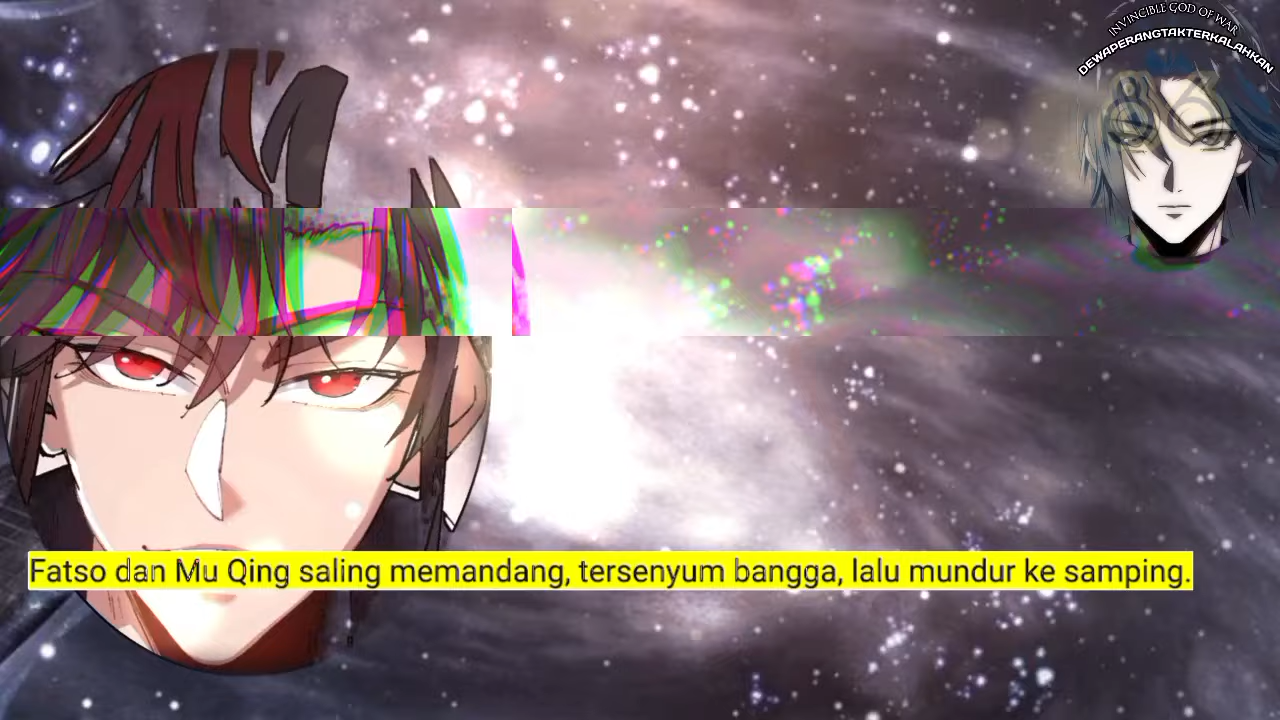 INVINCIBLE GOD OF WAR
DEWAPERANGTAKTERKALAHKAN
Fatso dan Mu Qing saling memandang, tersenyum bangga, lalu mundur ke samping.